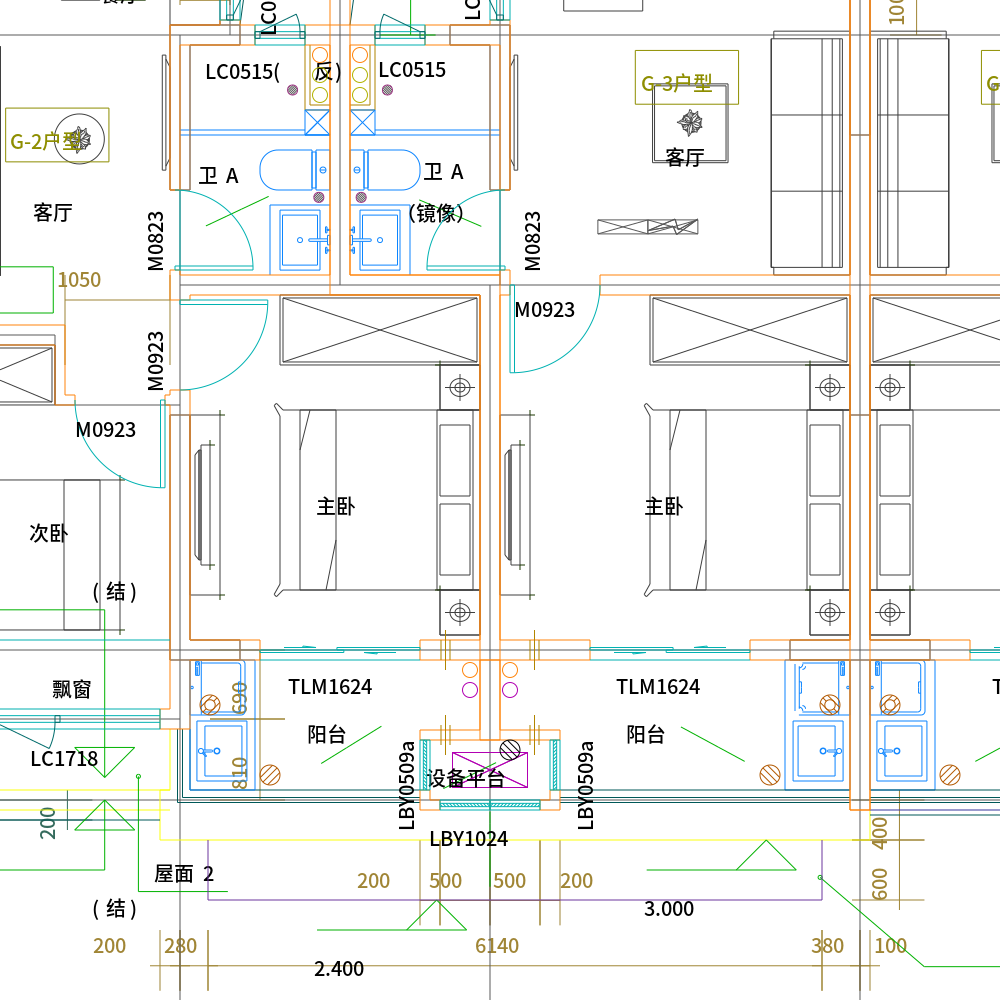 100
LC0515(
反)
LC0515
G-3户型
G-2户型
客厅
卫 A
卫 A
客厅
(镜像)
M0823
M0823
1050
M0923
M0923
M0923
主卧
主卧
次卧
(结)
飘窗
TLM1624
TLM1624
690
阳台
阳台
LC1718
810
设备平台
LBY0509a
LBY0509a
200
LBY1024
400
屋面 2
200
500
500
200
600
(结)
3.000
200
280
6140
380
100
2.400